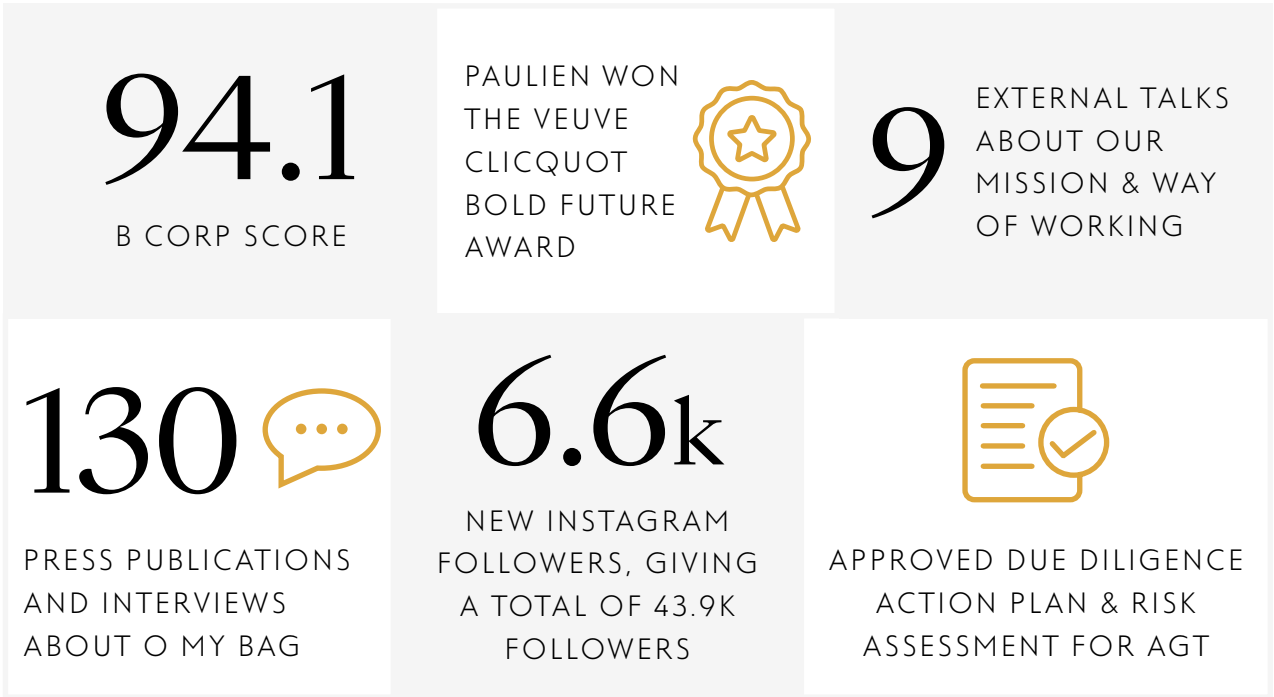 94.1
B CORP SCORE
PAULIEN WON
THE VEUVE
CLICQUOT
BOLD FUTURE
AWARD
9
EXTERNAL TALKS
ABOUT OUR
MISSION & WAY
OF WORKING
130
PRESS PUBLICATIONS
AND INTERVIEWS
ABOUT O MY BAG
6.6k
NEW INSTAGRAM
FOLLOWERS, GIVING
A TOTAL OF 43.9K
FOLLOWERS
APPROVED DUE DILIGENCE
ACTION PLAN & RISK
ASSESSMENT FOR AGT